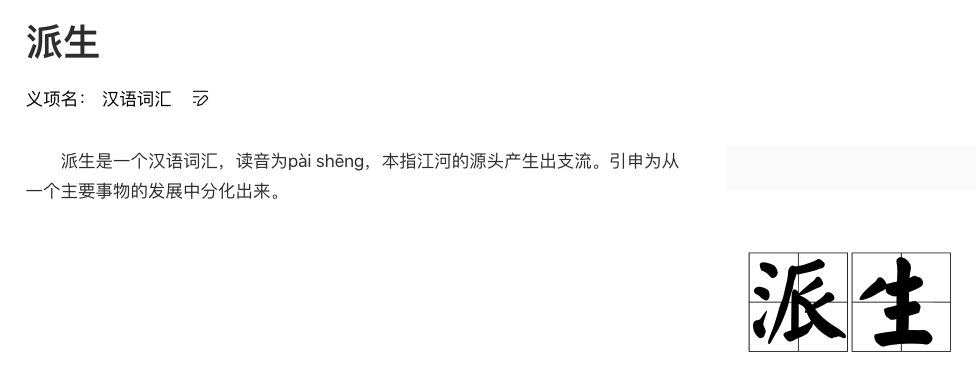 派生
义项名： 汉语词汇
派生是一个汉语词汇，读音为pài shēng，本指江河的源头产生出支流。引申为从
一个主要事物的发展中分化出来。
派生